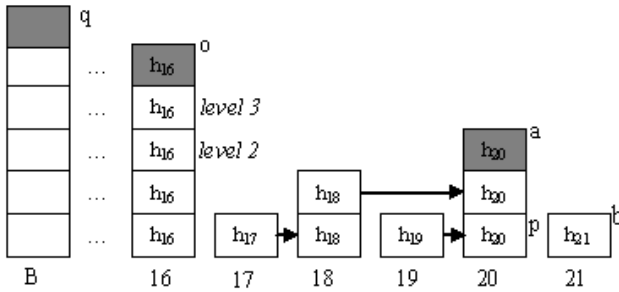 q
o
... h₁₆
... h₁₆ level 3
a
... h₁₆ level 2 h₂₀
... h₁₆ h₁₈ h₂₀
... h₁₆ h₁₇ h₁₈ h₁₉ h₂₀ p h₂₁ b
B 16 17 18 19 20 21